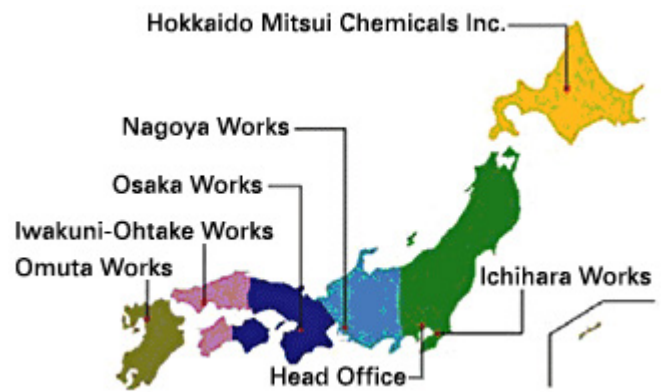 Hokkaido Mitsui Chemicals Inc.
Nagoya Works
Osaka Works
Iwakuni-Ohtake Works
Omuta Works
Ichihara Works
Head Office